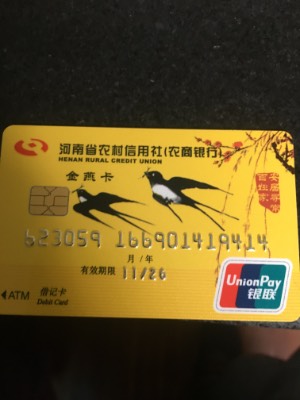 河南省农村信用社(农商银行)
HENAN RURAL CREDIT UNION
金燕卡
623059 166901419414
月/年
有效期限 11/26
ATM 借记卡
Debit Card
UnionPay
银联